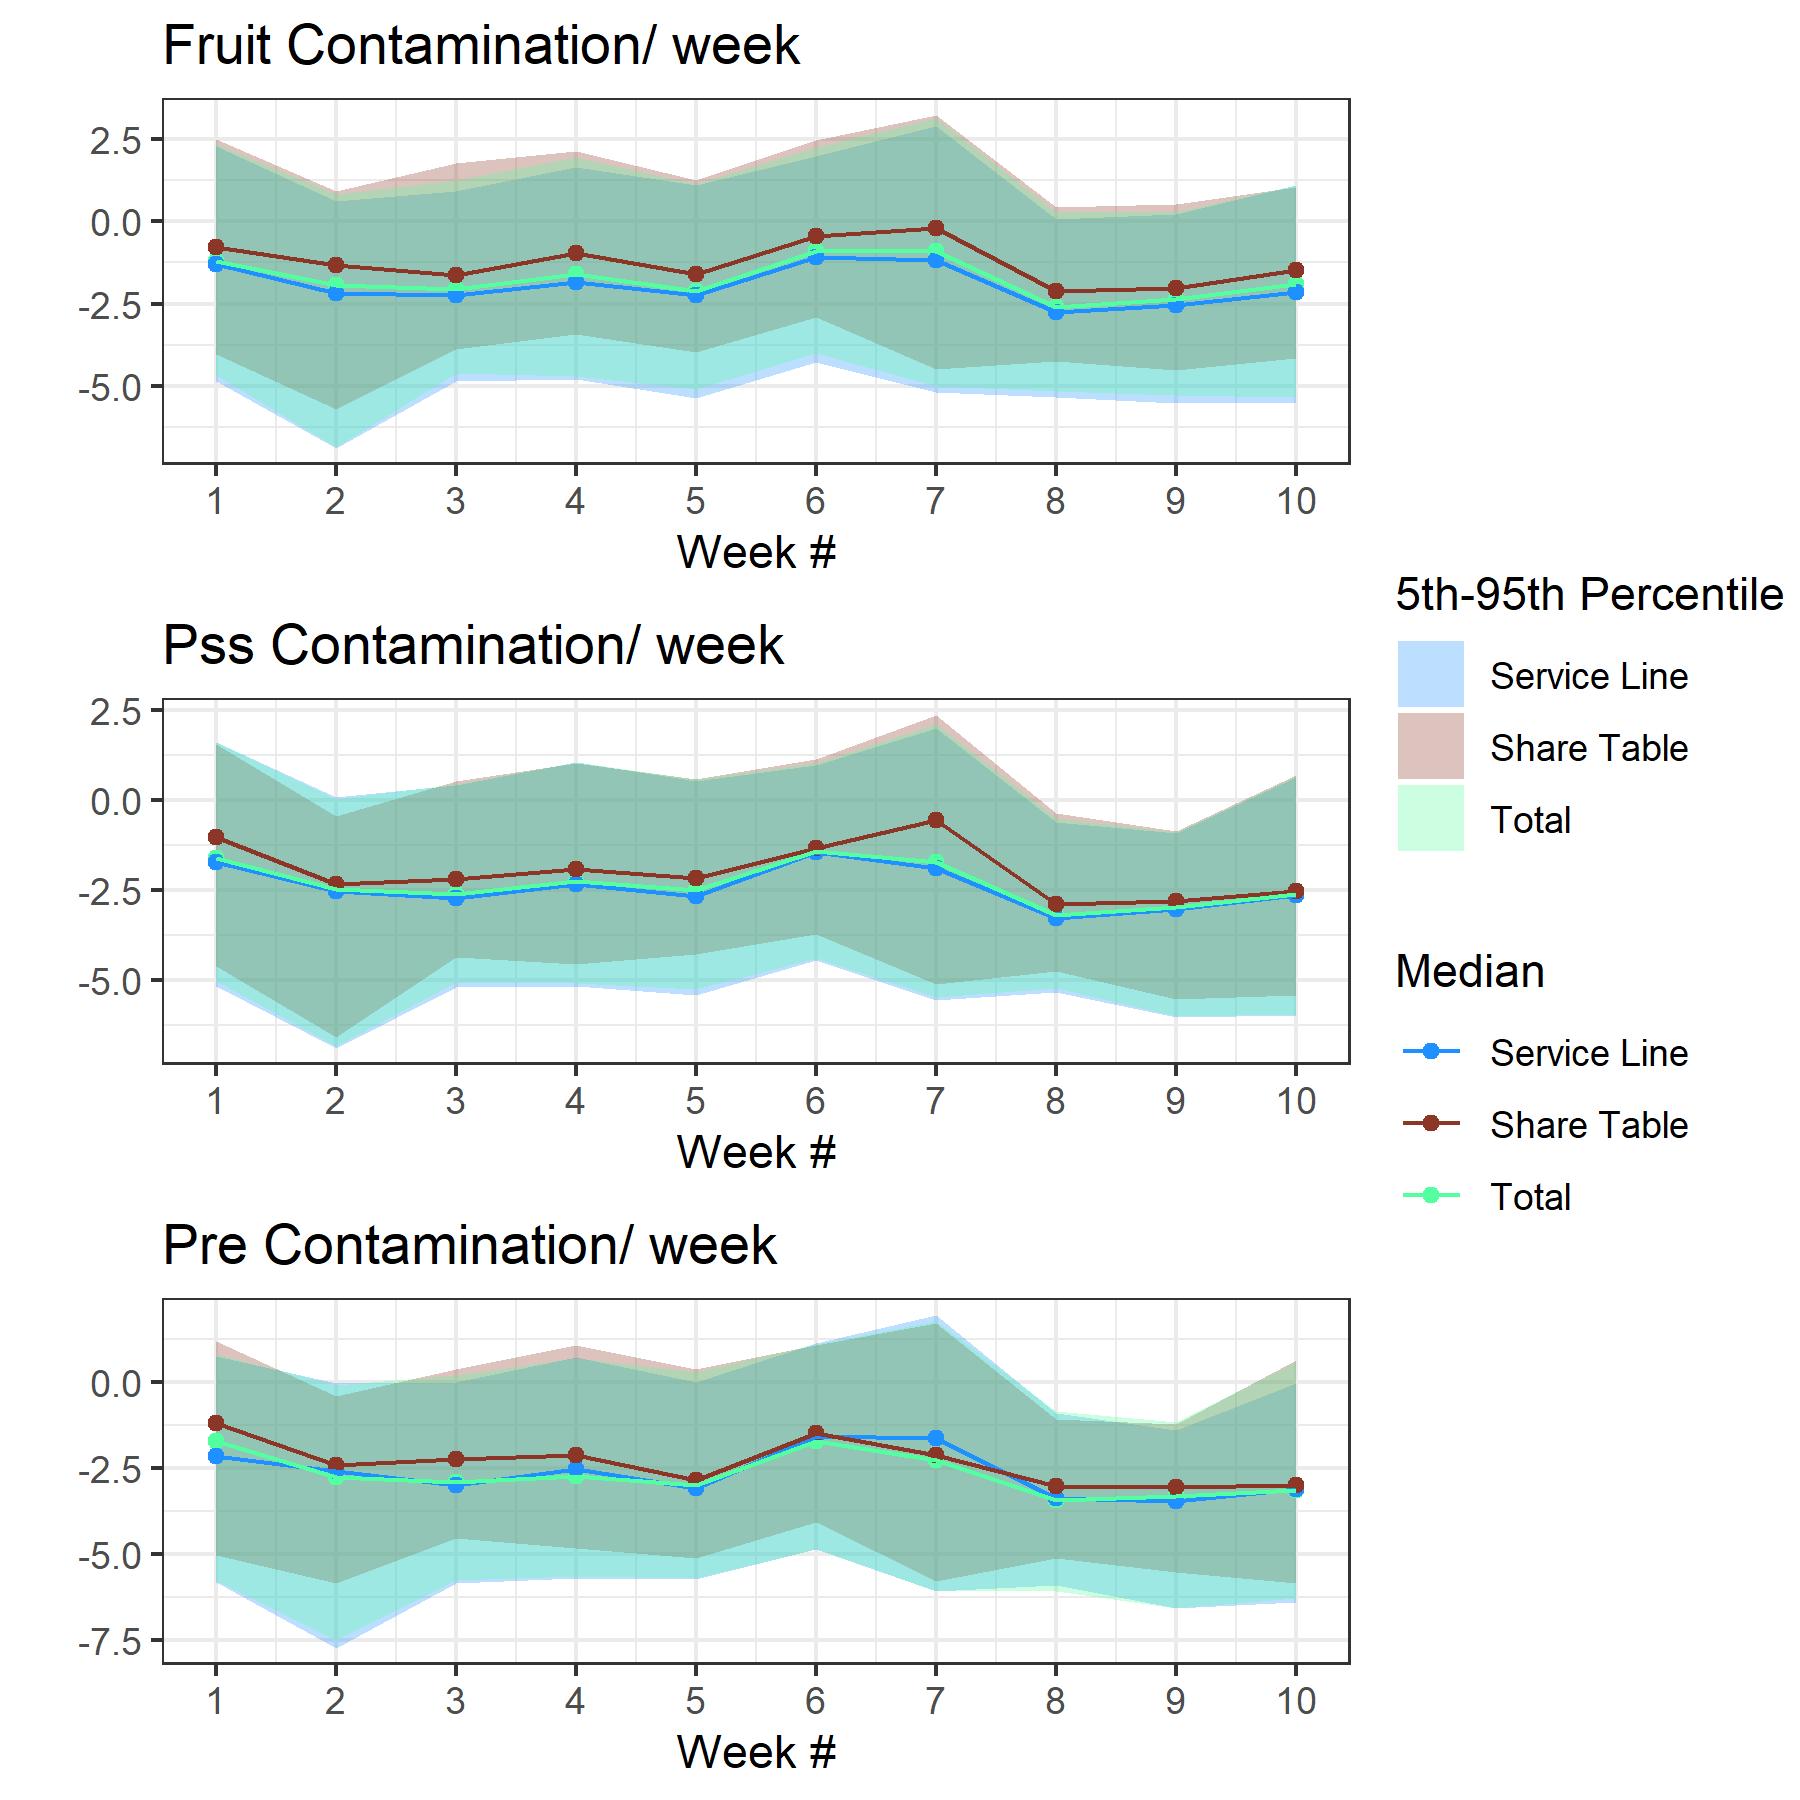 Fruit Contamination/ week
2.5
0.0
-2.5
-5.0
1 2 3 4 5 6 7 8 9 10
Week #
Pss Contamination/ week
2.5
0.0
-2.5
-5.0
1 2 3 4 5 6 7 8 9 10
Week #
Pre Contamination/ week
0.0
-2.5
-5.0
-7.5
1 2 3 4 5 6 7 8 9 10
Week #
5th-95th Percentile
Service Line
Share Table
Total
Median
Service Line
Share Table
Total